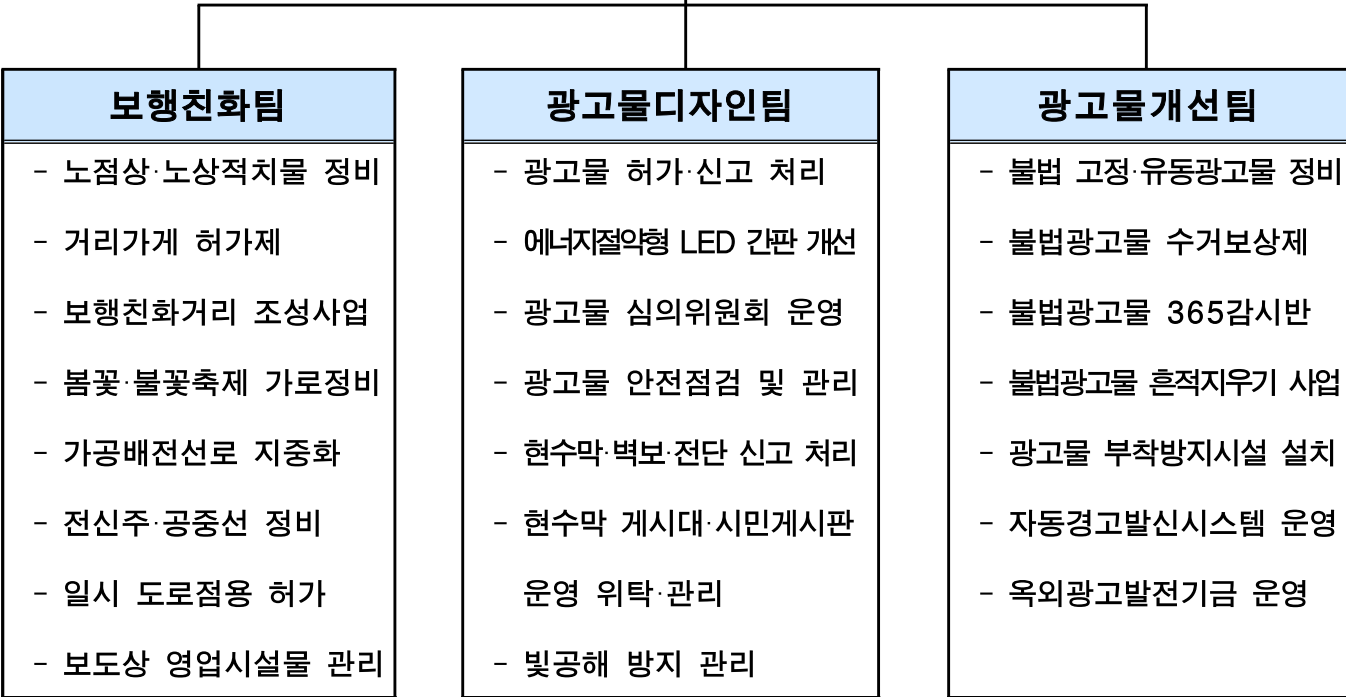 보행친화팀
- 노점상·노상적치물 정비
- 거리가게 허가제
- 보행친화거리 조성사업
- 봄꽃·불꽃축제 가로정비
- 가공배전선로 지중화
- 전신주·공중선 정비
- 일시 도로점용 허가
- 보도상 영업시설물 관리
광고물디자인팀
- 광고물 허가·신고 처리
- 에너지절약형 LED 간판 개선
- 광고물 심의위원회 운영
- 광고물 안전점검 및 관리
- 현수막·벽보·전단 신고 처리
- 현수막 게시대·시민게시판
운영 위탁·관리
- 빛공해 방지 관리
광고물개선팀
- 불법 고정·유동광고물 정비
- 불법광고물 수거보상제
- 불법광고물 365감시반
- 불법광고물 흔적지우기 사업
- 광고물 부착방지시설 설치
- 자동경고발신시스템 운영
- 옥외광고발전기금 운영